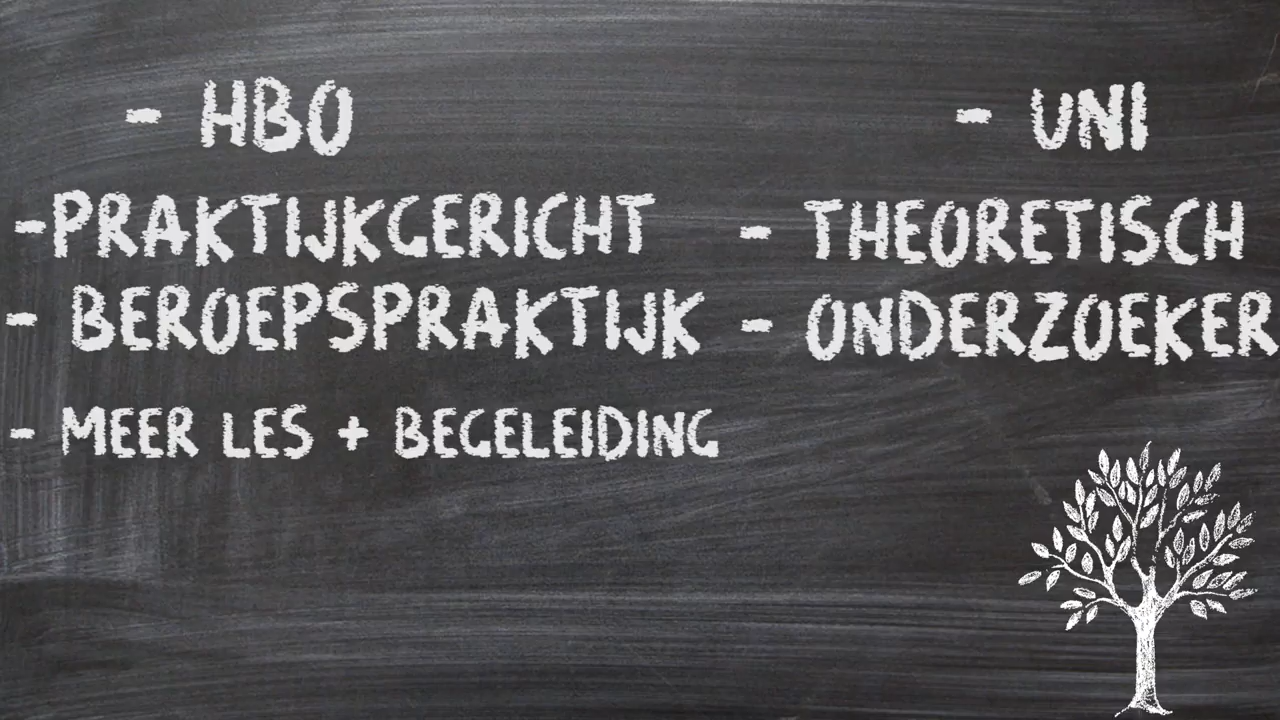 - HBO
-PRAKTIJKGERICHT
- BEROEPSPRAKTIJK
- MEER LES + BEGELEIDING
- UNI
- THEORETISCH
- ONDERZOEKER